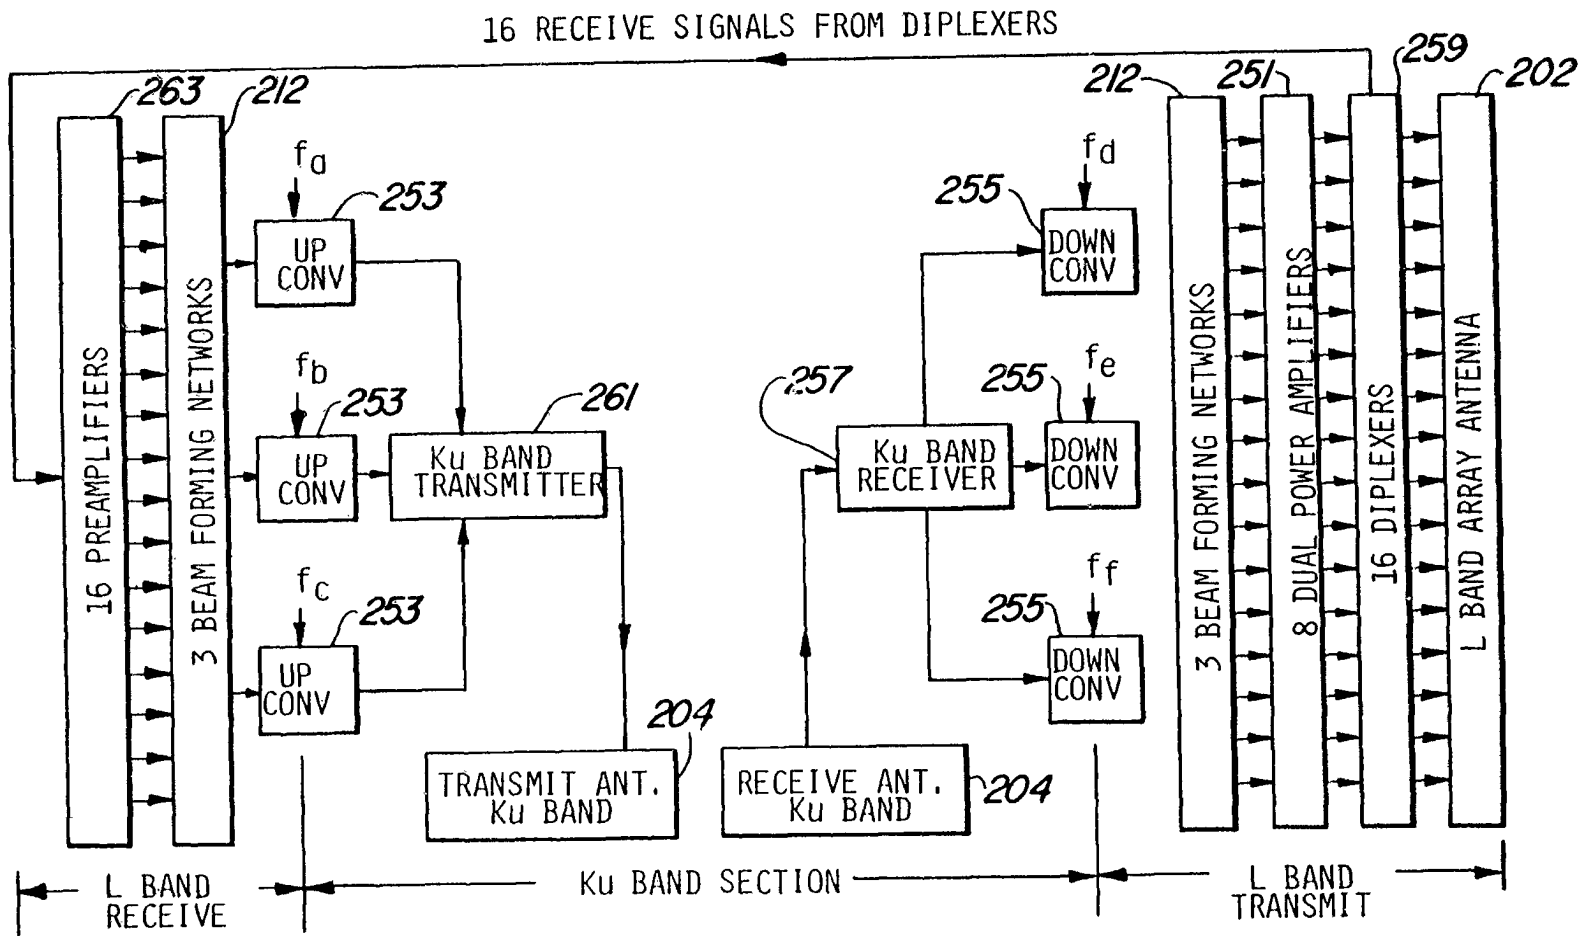 16 RECEIVE SIGNALS FROM DIPLEXERS
263
212
16 PREAMPLIFIERS
3 BEAM FORMING NETWORKS
fa
253
UP
CONV
fb
253
UP
CONV
fc
253
UP
CONV
261
Ku BAND
TRANSMITTER
204
TRANSMIT ANT.
Ku BAND
257
Ku BAND
RECEIVER
RECEIVE ANT.
Ku BAND
204
fd
255
DOWN
CONV
fe
255
DOWN
CONV
ff
255
DOWN
CONV
212
251
259
202
3 BEAM FORMING NETWORKS
8 DUAL POWER AMPLIFIERS
16 DIPLEXERS
L BAND ARRAY ANTENNA
L BAND
RECEIVE
Ku BAND SECTION
L BAND
TRANSMIT